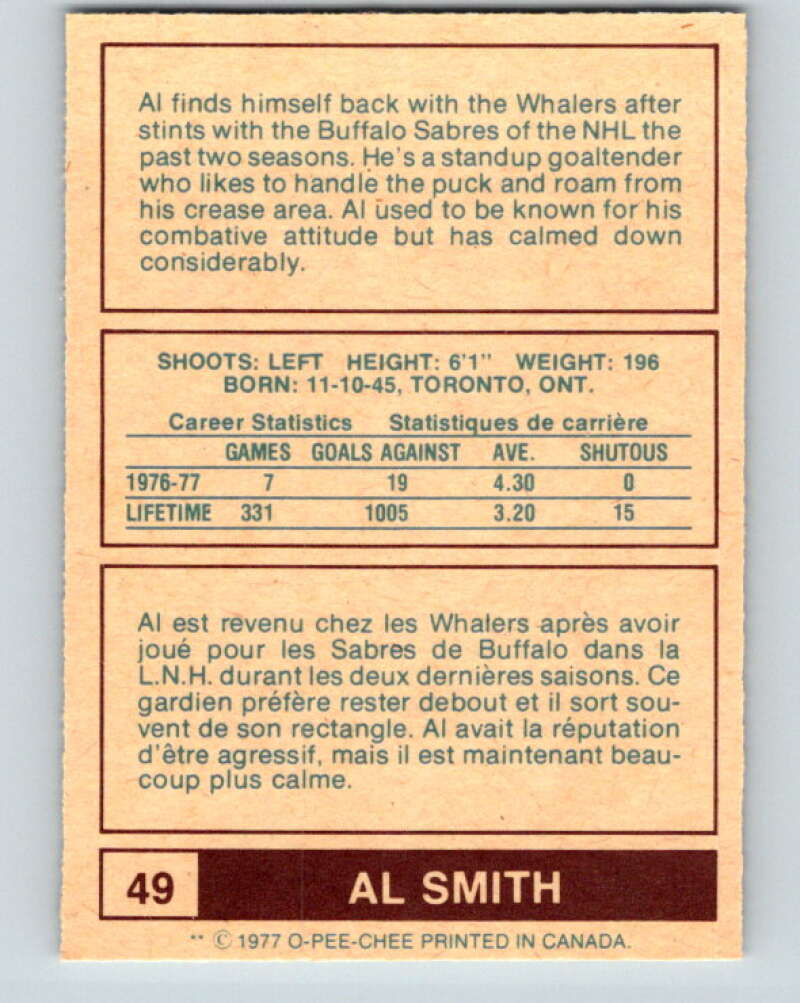 Al finds himself back with the Whalers after
stints with the Buffalo Sabres of the NHL the
past two seasons. He's a standup goaltender
who likes to handle the puck and roam from
his crease area. Al used to be known for his
combative attitude but has calmed down
considerably.
SHOOTS: LEFT HEIGHT: 6'1" WEIGHT: 196
BORN: 11-10-45, TORONTO, ONT.
Career Statistics Statistiques de carrière
GAMES GOALS AGAINST AVE. SHUTOUS
1976-77 7 19 4.30 0
LIFETIME 331 1005 3.20 15
Al est revenu chez les Whalers après avoir
joué pour les Sabres de Buffalo dans la
L.N.H. durant les deux dernières saisons. Ce
gardien préfère rester debout et il sort sou-
vent de son rectangle. Al avait la réputation
d'être agressif, mais il est maintenant beau-
coup plus calme.
49 AL SMITH
** © 1977 O-PEE-CHEE PRINTED IN CANADA.